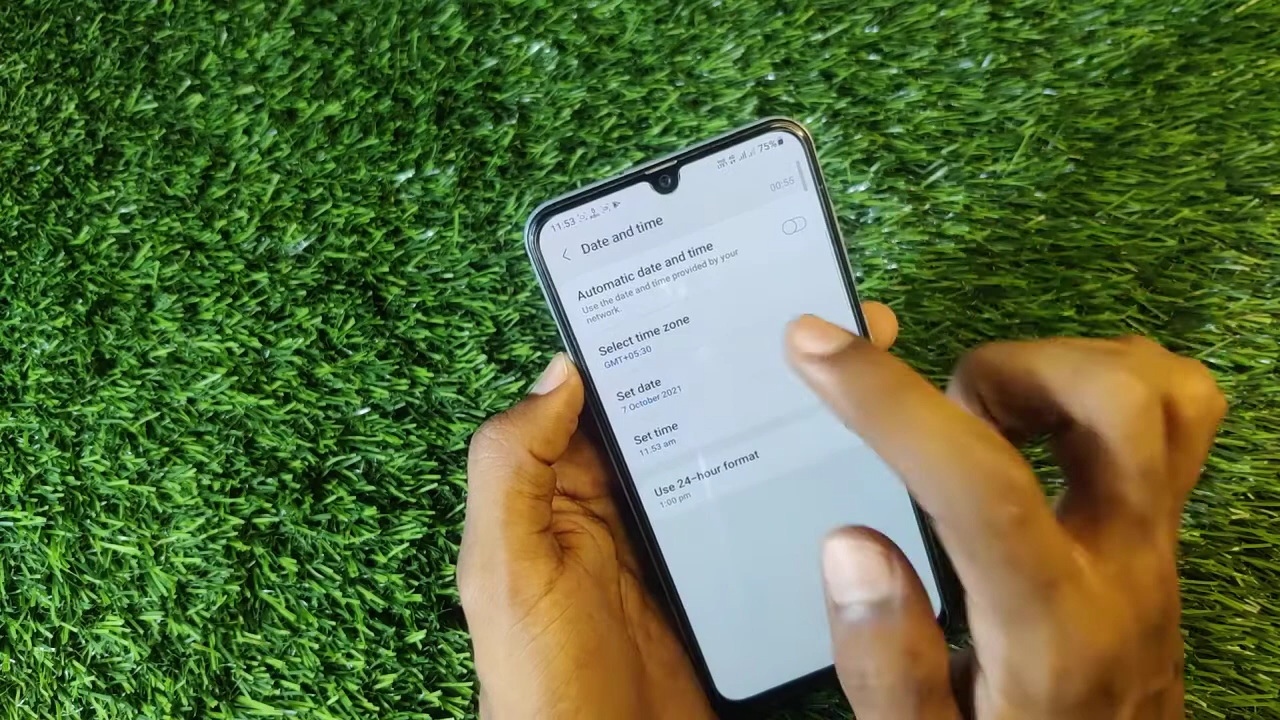 11:53
75%
00:55
Date and time
Automatic date and time
Use the date and time provided by your
network.
Select time zone
GMT+05:30
Set date
7 October 2021
Set time
11:53 am
Use 24-hour format
1:00 pm